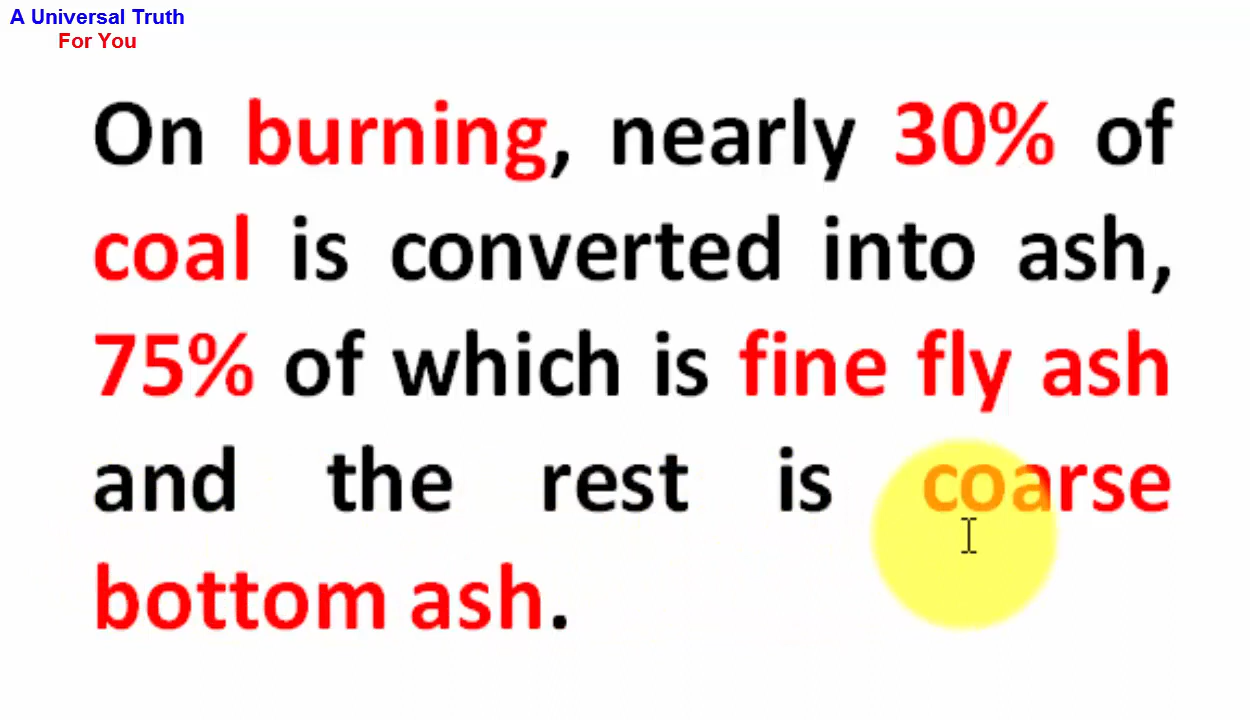 A Universal Truth
For You
On burning, nearly 30% of
coal is converted into ash,
75% of which is fine fly ash
and the rest is coarse
bottom ash.